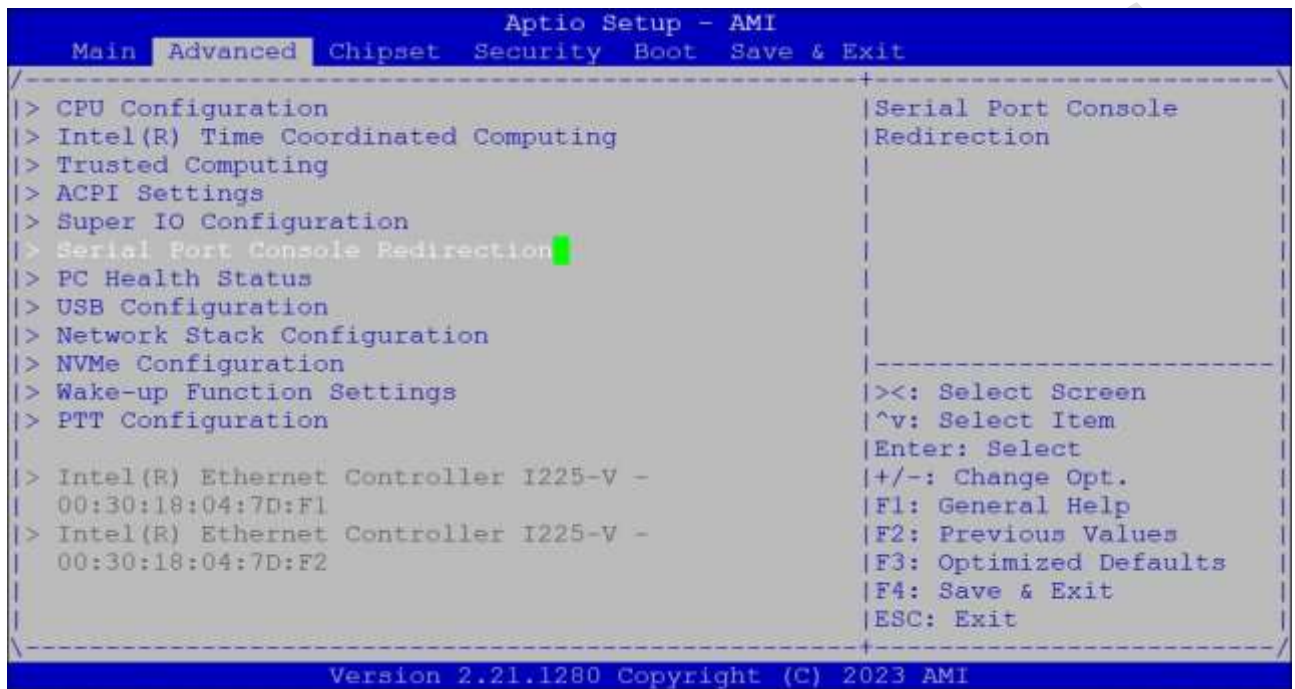 Aptio Setup - AMI
Main Advanced Chipset Security Boot Save & Exit
/----------------------------------------------------+-------------------------\
|> CPU Configuration |Serial Port Console |
|> Intel(R) Time Coordinated Computing |Redirection |
|> Trusted Computing | |
|> ACPI Settings | |
|> Super IO Configuration | |
|> Serial Port Console Redirection | |
|> PC Health Status | |
|> USB Configuration | |
|> Network Stack Configuration | |
|> NVMe Configuration |-------------------------|
|> Wake-up Function Settings |><: Select Screen |
|> PTT Configuration |^v: Select Item |
| |Enter: Select |
|> Intel(R) Ethernet Controller I225-V - |+/-: Change Opt. |
| 00:30:18:04:7D:F1 |F1: General Help |
|> Intel(R) Ethernet Controller I225-V - |F2: Previous Values |
| 00:30:18:04:7D:F2 |F3: Optimized Defaults |
| |F4: Save & Exit |
| |ESC: Exit |
\----------------------------------------------------+-------------------------/
Version 2.21.1280 Copyright (C) 2023 AMI